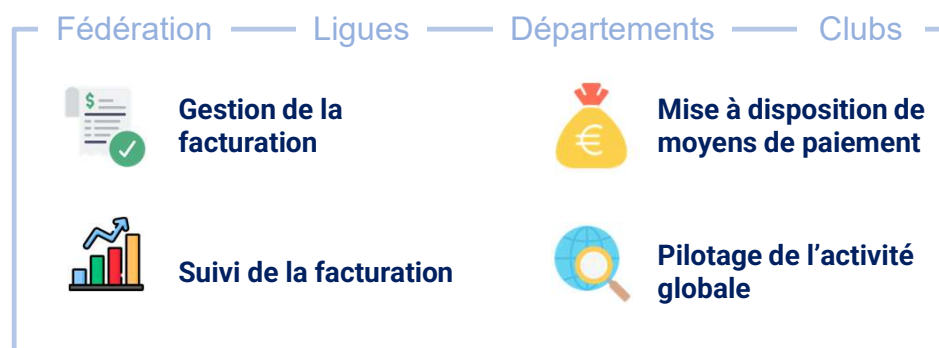 Fédération Ligues Départements Clubs
$
Gestion de la
facturation
€
Mise à disposition de
moyens de paiement
Suivi de la facturation
Pilotage de l’activité
globale